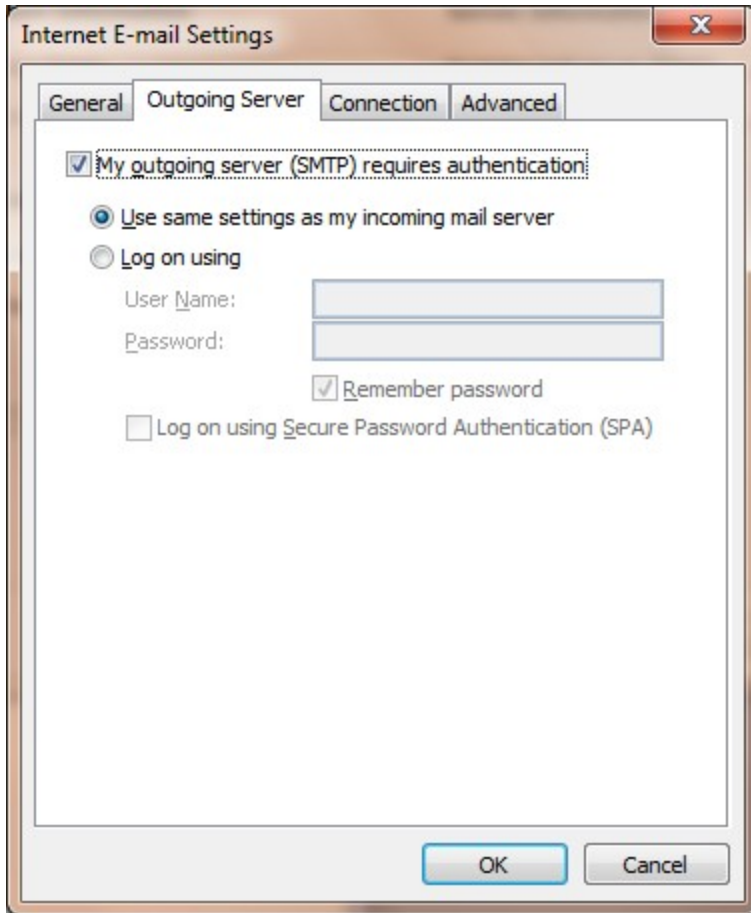 Internet E-mail Settings
General Outgoing Server Connection Advanced
My outgoing server (SMTP) requires authentication
Use same settings as my incoming mail server
Log on using
User Name:
Password:
Remember password
Log on using Secure Password Authentication (SPA)
OK Cancel